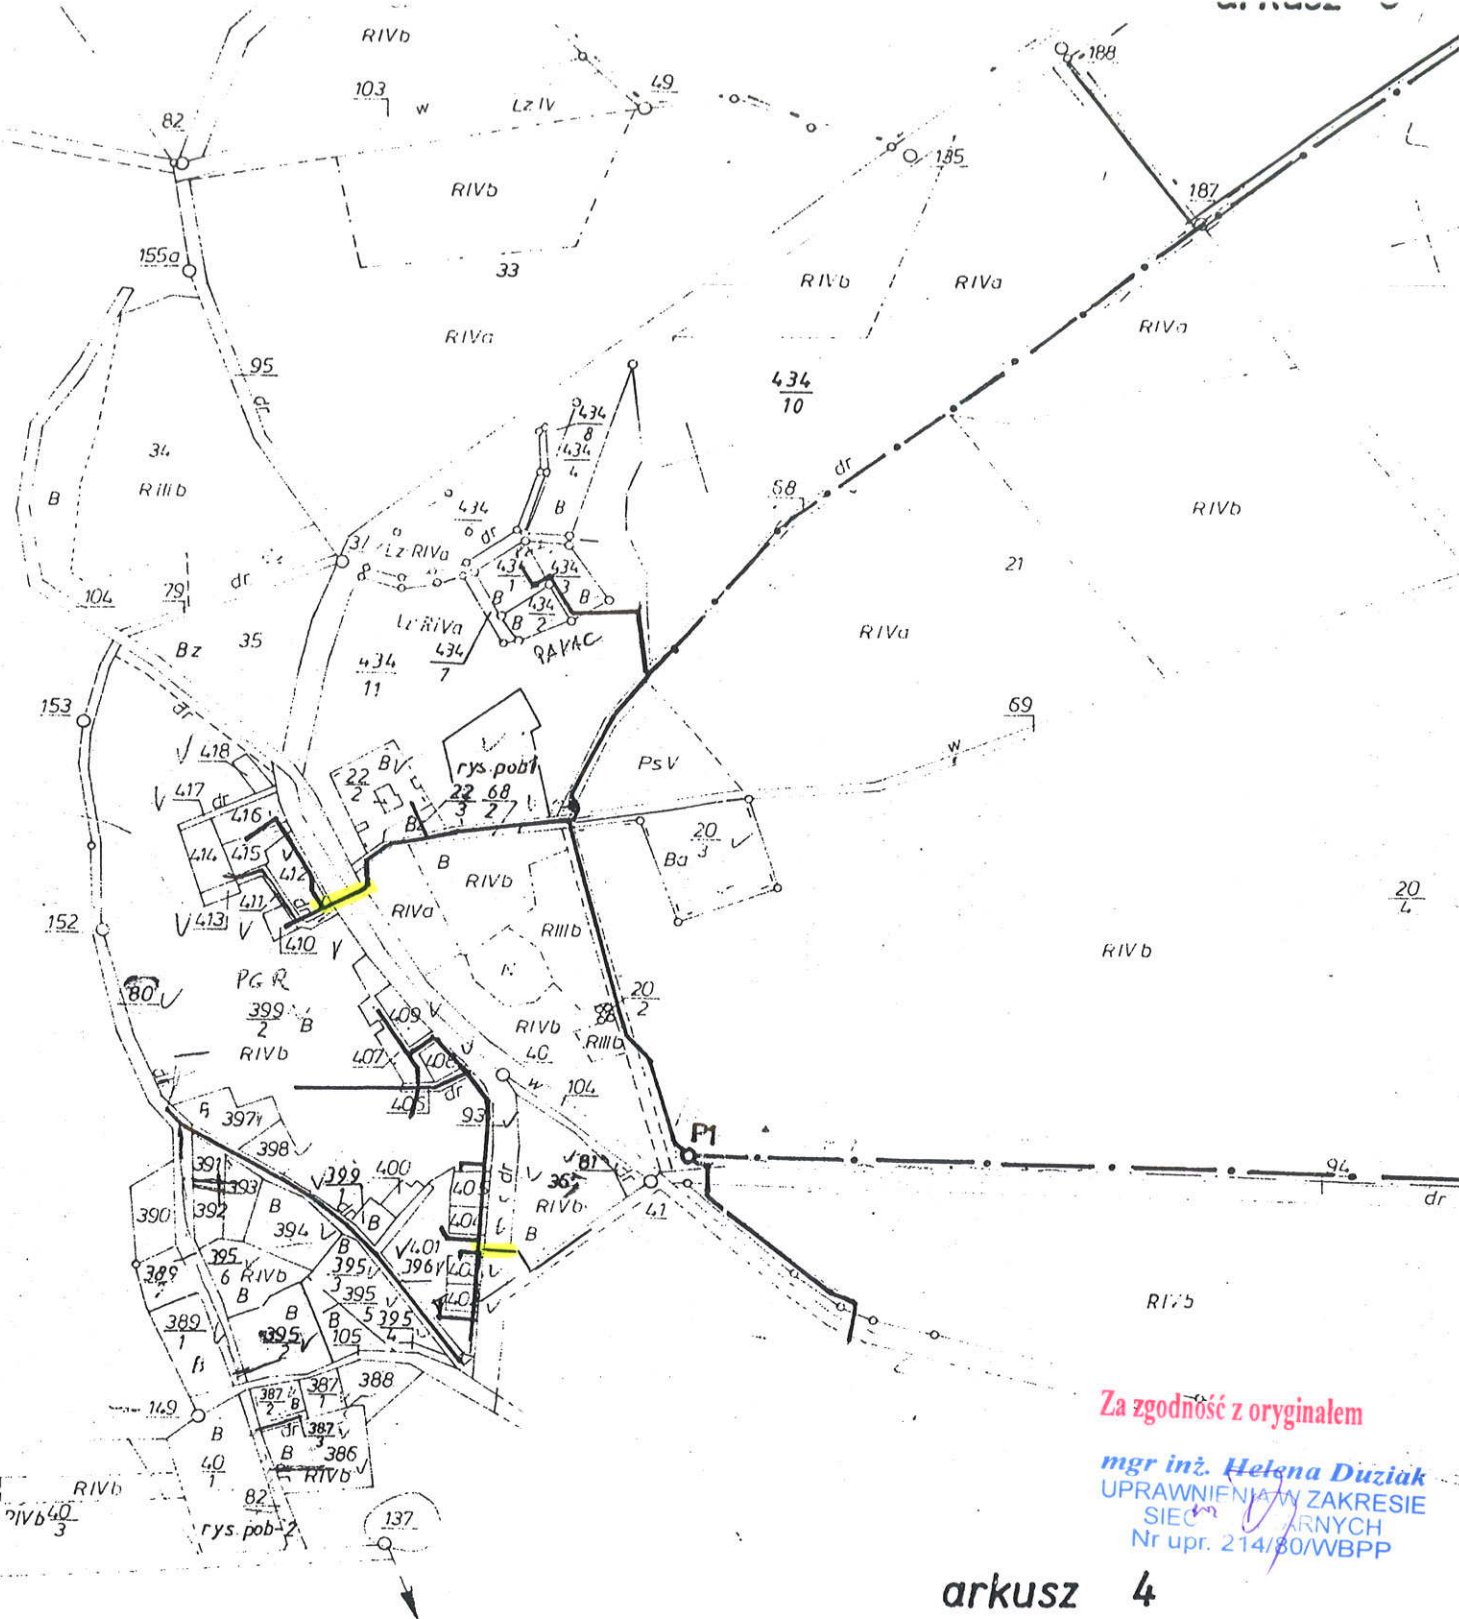 RIVb
188
49
103
w
Lz IV
82
135
RIVb
187
155a
33
RIVb
RIVa
RIVa
RIVa
95
dr.
434
10
434
8
434
4
34
RIIIb
dr
68
B
B
RIVb
434
6
dr
Lz RIVa
21
dr
434
1
434
3
79
104
B
434
2
B
B
Lz RIVa
RIVa
35
Bz
434
7
434
11
153
dr
69
418
B
rys. pob 1
PsV
w
22
2
417
dr
22
3
68
2
416
20
3
414
415
B
Ba
412
RIVb
20
4
411
dr
RIVa
413
152
RIIIb
410
RIVb
PGR
80
20
2
399
2
B
409
RIVb
RIIIb
RIVb
40
407
408
w
dr
104
405
dr
93
397
P1
398
81
391
399
1
400
94
393
36
dr
dr
392
B
dr
RIVb
390
394
B
41
B
401
395
6
B
395
3
396
RIVb
389
B
395
5
389
1
B
B
395
4
395
2
105
B
387
2
B
387
1
388
149
Za zgodność z oryginałem
B
dr
387
3
B
386
40
1
RIVb
mgr inż. Helena Duziak
RIVb
UPRAWNIENIA W ZAKRESIE
82
40
3
137
rys. pob-2
Nr upr. 214/80/WBPP
arkusz 4